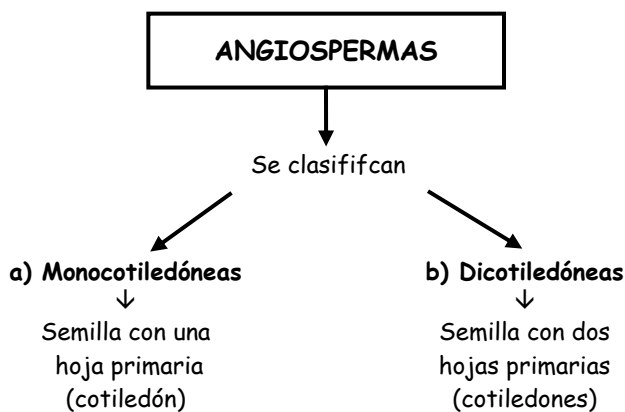 ANGIOSPERMAS
Se clasififcan
a) Monocotiledóneas
Semilla con una
hoja primaria
(cotiledón)
b) Dicotiledóneas
Semilla con dos
hojas primarias
(cotiledones)